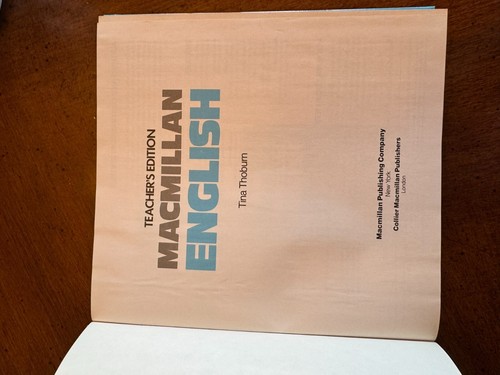 TEACHER'S EDITION
MACMILLAN
ENGLISH
Tina Thoburn
Macmillan Publishing Company
New York
Collier Macmillan Publishers
London